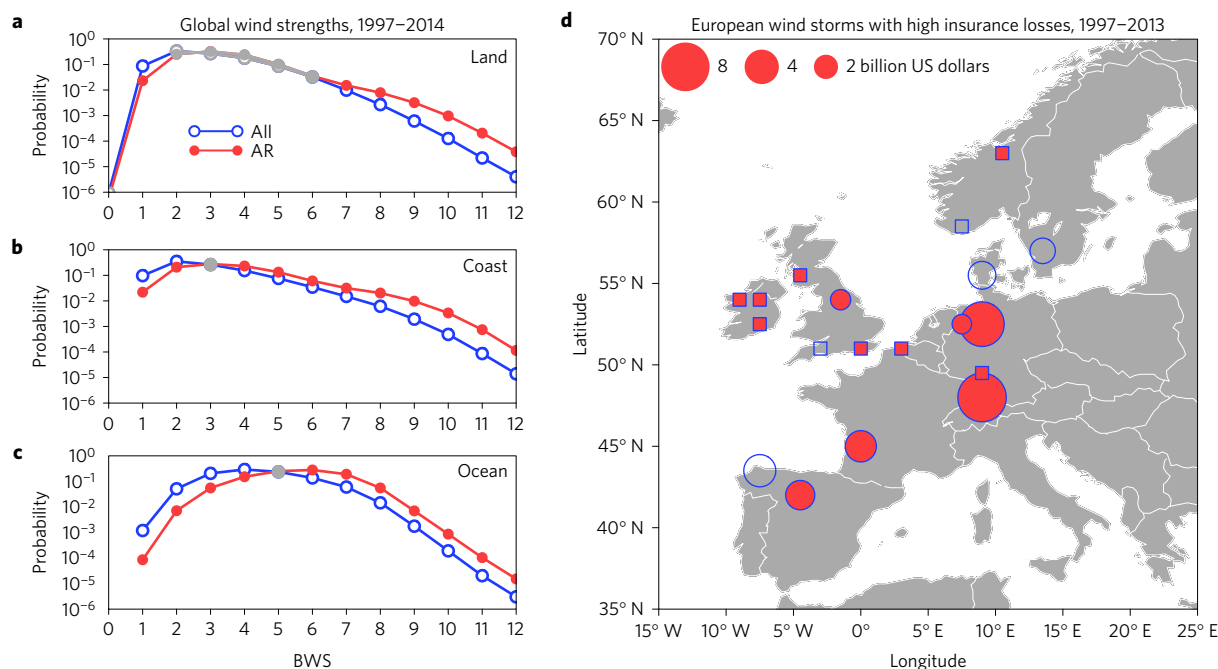 a
Global wind strengths, 1997–2014
Probability
10⁰
10⁻¹
10⁻²
10⁻³
10⁻⁴
10⁻⁵
10⁻⁶
Land
All
AR
0 1 2 3 4 5 6 7 8 9 10 11 12
b
Probability
10⁰
10⁻¹
10⁻²
10⁻³
10⁻⁴
10⁻⁵
10⁻⁶
Coast
0 1 2 3 4 5 6 7 8 9 10 11 12
c
Probability
10⁰
10⁻¹
10⁻²
10⁻³
10⁻⁴
10⁻⁵
10⁻⁶
Ocean
0 1 2 3 4 5 6 7 8 9 10 11 12
BWS
d
European wind storms with high insurance losses, 1997–2013
8 4 2 billion US dollars
Latitude
70° N
65° N
60° N
55° N
50° N
45° N
40° N
35° N
15° W 10° W 5° W 0° 5° E 10° E 15° E 20° E 25° E
Longitude